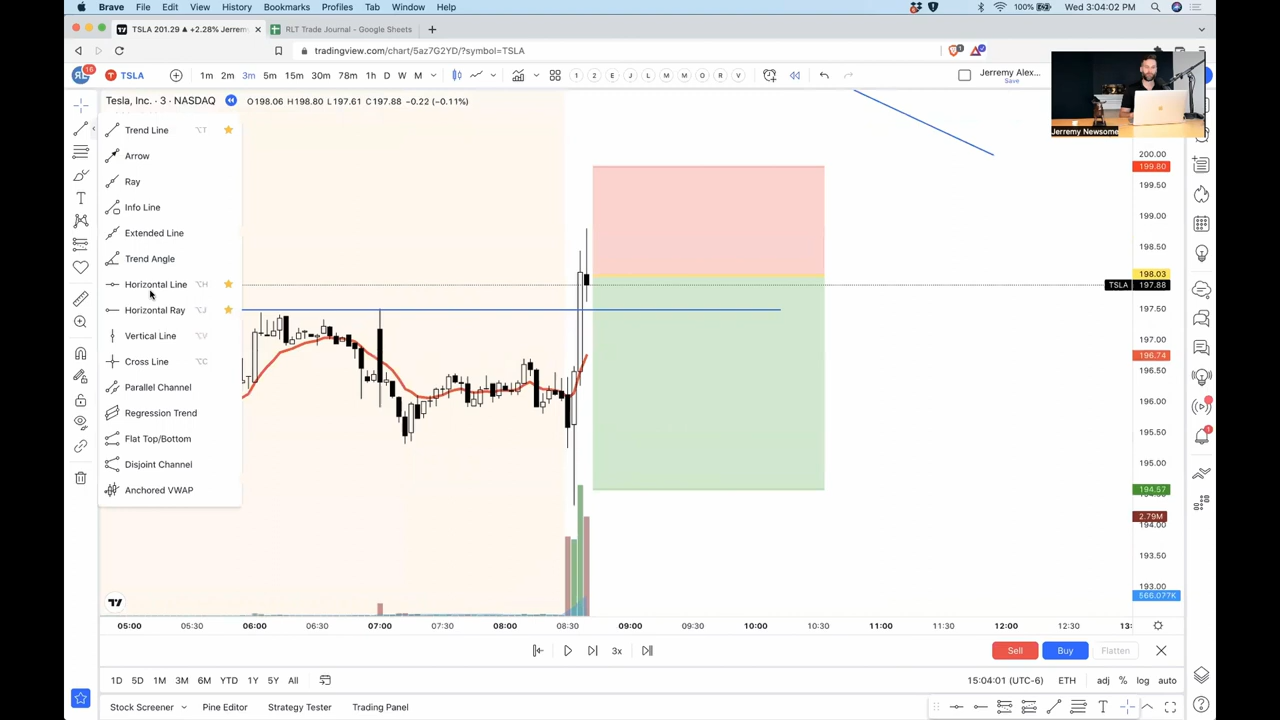 Brave File Edit View History Bookmarks Profiles Tab Window Help 100% Wed 3:04:02 PM
TSLA 201.29 ▲ +2.28% Jerrem RLT Trade Journal - Google Sheets
tradingview.com/chart/5az7G2YD/?symbol=TSLA
16 TSLA 1m 2m 3m 5m 15m 30m 78m 1h D W M 1 2 E J L M M O R V Jeremy Alex...
Save
Tesla, Inc. · 3 · NASDAQ O198.06 H198.80 L197.61 C197.88 -0.22 (-0.11%)
Jerremy Newsome
Trend Line ⌥T
Arrow
Ray
Info Line
Extended Line
Trend Angle
Horizontal Line ⌥H
Horizontal Ray ⌥J
Vertical Line ⌥V
Cross Line ⌥C
Parallel Channel
Regression Trend
Flat Top/Bottom
Disjoint Channel
Anchored VWAP
200.00
199.80
199.50
199.00
198.50
198.03
TSLA 197.88
197.50
197.00
196.74
196.50
196.00
195.50
195.00
194.57
2.79M
194.00
193.50
193.00
566.077K
05:00 05:30 06:00 06:30 07:00 07:30 08:00 08:30 09:00 09:30 10:00 10:30 11:00 11:30 12:00 12:30 13:
3x Sell Buy Flatten
1D 5D 1M 3M 6M YTD 1Y 5Y All 15:04:01 (UTC-6) ETH adj % log auto
Stock Screener Pine Editor Strategy Tester Trading Panel